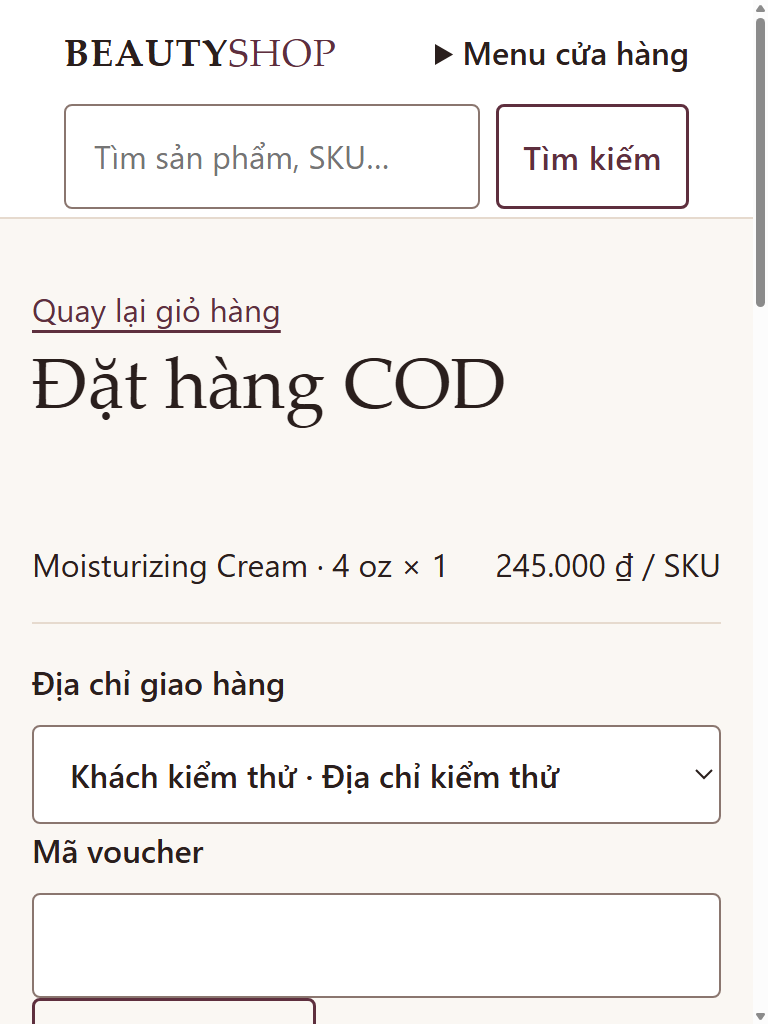 BEAUTYSHOP
▶ Menu cửa hàng
Tìm sản phẩm, SKU...
Tìm kiếm
Quay lại giỏ hàng
Đặt hàng COD
Moisturizing Cream · 4 oz × 1
245.000 ₫ / SKU
Địa chỉ giao hàng
Khách kiểm thử · Địa chỉ kiểm thử
Mã voucher